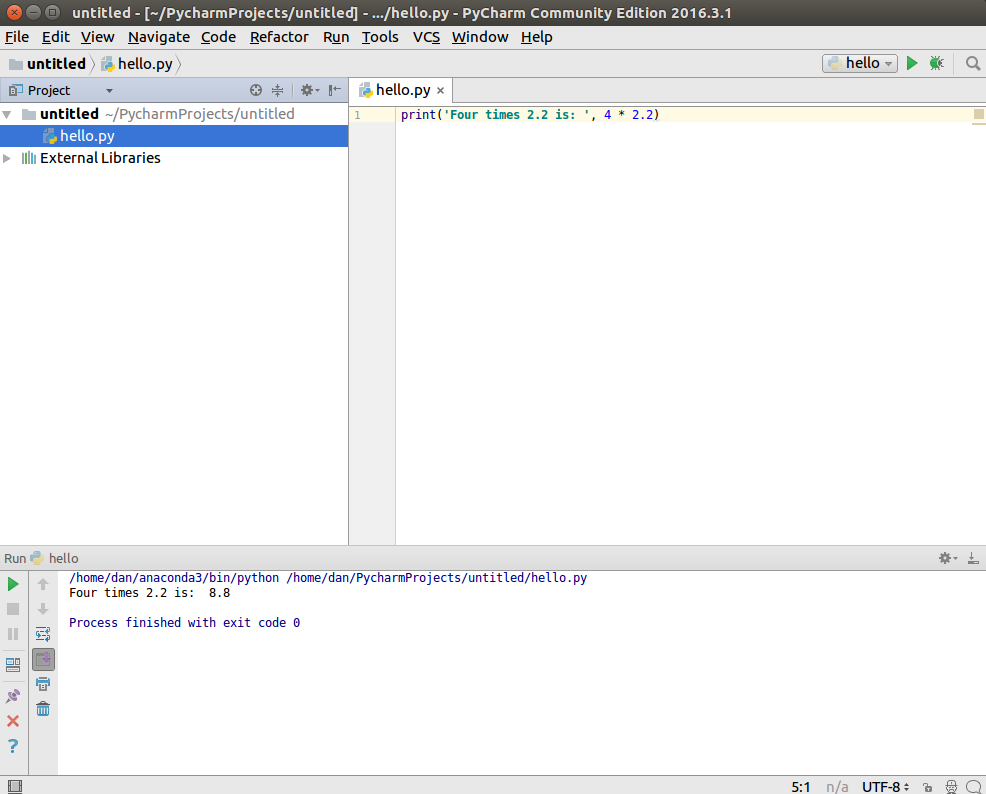 untitled - [~/PycharmProjects/untitled] - .../hello.py - PyCharm Community Edition 2016.3.1
File Edit View Navigate Code Refactor Run Tools VCS Window Help
untitled hello.py hello
Project hello.py ×
untitled ~/PycharmProjects/untitled
hello.py
External Libraries
1 print('Four times 2.2 is: ', 4 * 2.2)
Run hello
/home/dan/anaconda3/bin/python /home/dan/PycharmProjects/untitled/hello.py
Four times 2.2 is:  8.8
Process finished with exit code 0
?
5:1 n/a UTF-8